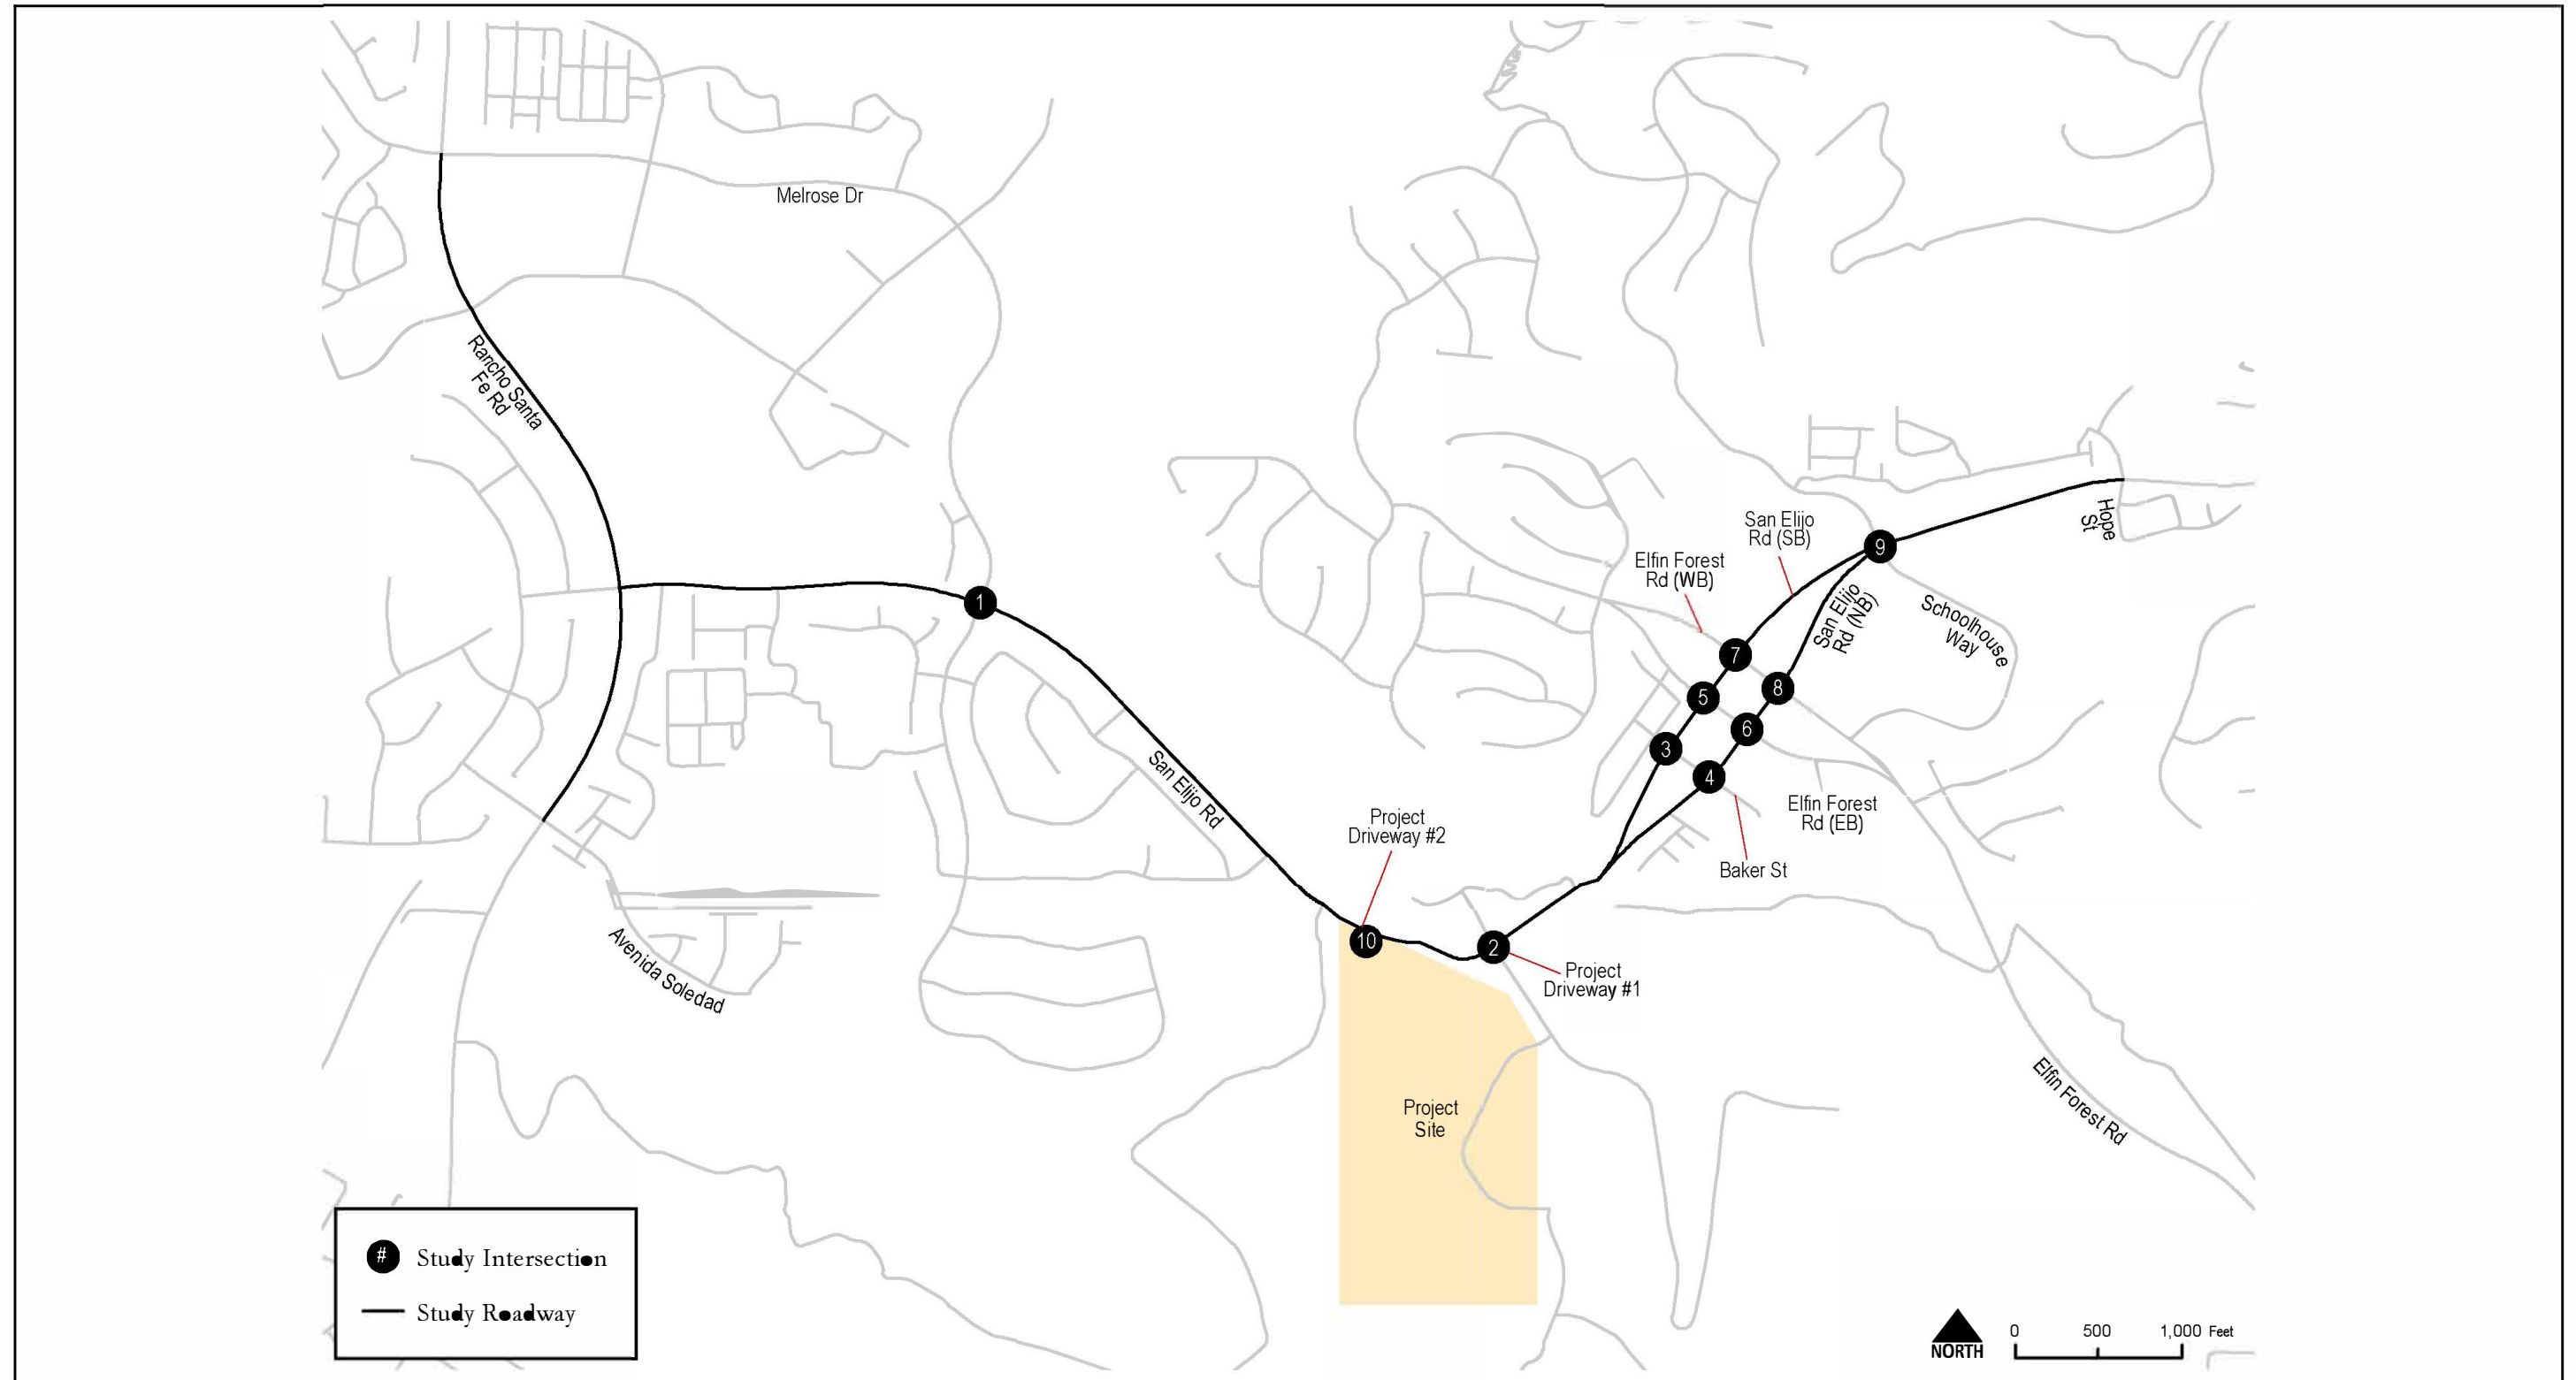 Melrose Dr
Rancho Santa
Fe Rd
San Elijo
Rd (SB)
Hope
St
Elfin Forest
Rd (WB)
9
1
San Elijo
Rd (NB)
Schoolhouse
Way
7
8
5
6
3
4
San Elijo Rd
Project
Driveway #2
Elfin Forest
Rd (EB)
Baker St
10
2
Avenida Soledad
Project
Driveway #1
Elfin Forest Rd
Project
Site
# Study Intersection
Study Roadway
NORTH
0 500 1,000 Feet